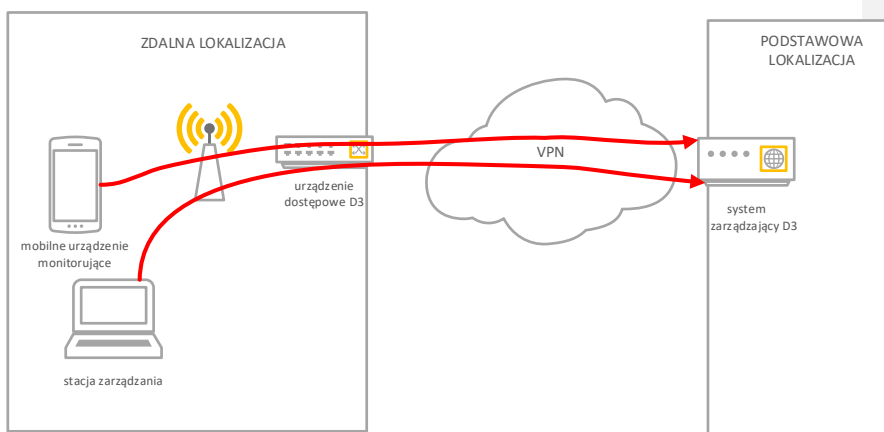 ZDALNA LOKALIZACJA
PODSTAWOWA
LOKALIZACJA
VPN
urządzenie
dostępowe D3
system
zarządzający D3
mobilne urządzenie
monitorujące
stacja zarządzania